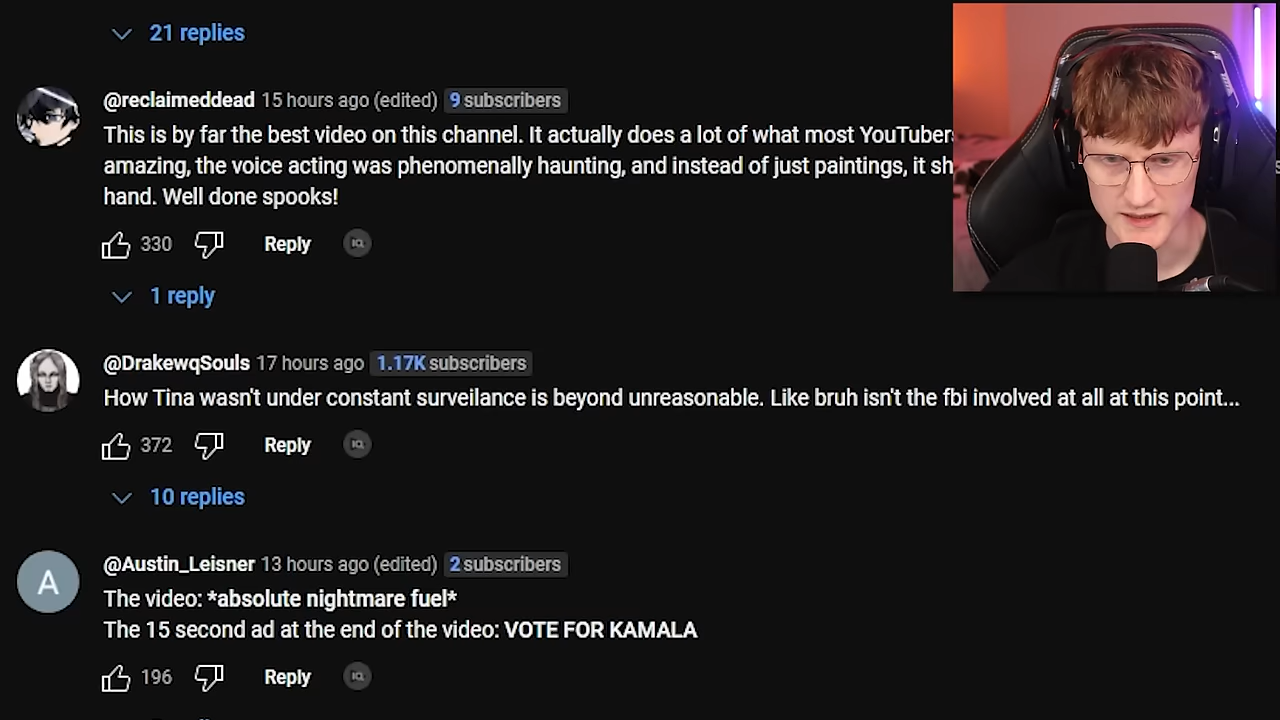 21 replies
@reclaimeddead 15 hours ago (edited) 9 subscribers
This is by far the best video on this channel. It actually does a lot of what most YouTuber
amazing, the voice acting was phenomenally haunting, and instead of just paintings, it sh
hand. Well done spooks!
330 Reply IQ
1 reply
@DrakewqSouls 17 hours ago 1.17K subscribers
How Tina wasn't under constant surveilance is beyond unreasonable. Like bruh isn't the fbi involved at all at this point...
372 Reply IQ
10 replies
A
@Austin_Leisner 13 hours ago (edited) 2 subscribers
The video: *absolute nightmare fuel*
The 15 second ad at the end of the video: VOTE FOR KAMALA
196 Reply IQ